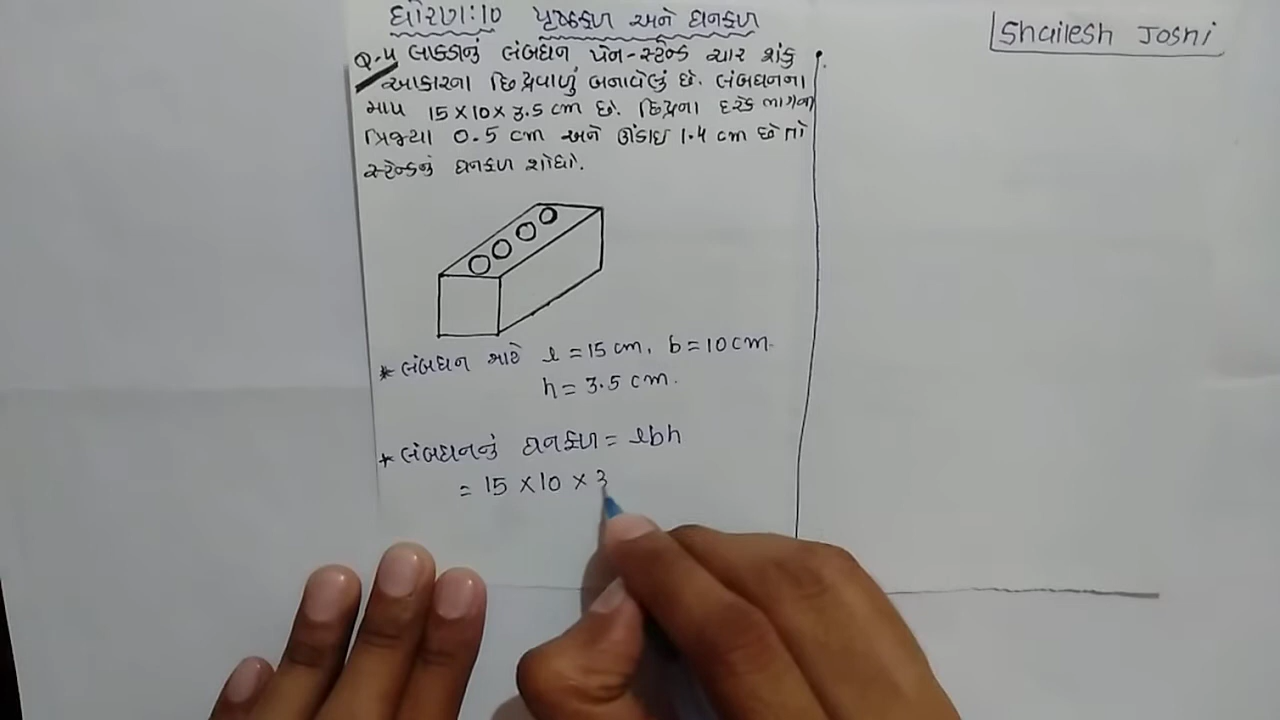 ધોરણ:10 પૃષ્ઠફળ અને ઘનફળ
Shailesh Joshi
Q-4 લાકડાનું લંબઘન પેન-સ્ટેન્ડ ચાર શંકુ
આકારના છિદ્રોવાળું બનાવેલું છે. લંબઘનના
માપ 15 × 10 × 3.5 cm છે. છિદ્રના દરેક ભાગની
ત્રિજ્યા 0.5 cm અને ઊંડાઇ 1.4 cm છે તો
સ્ટેન્ડનું ઘનફળ શોધો.
* લંબઘન માટે l = 15 cm, b = 10 cm.
h = 3.5 cm.
* લંબઘનનું ઘનફળ = lbh
= 15 × 10 × 3